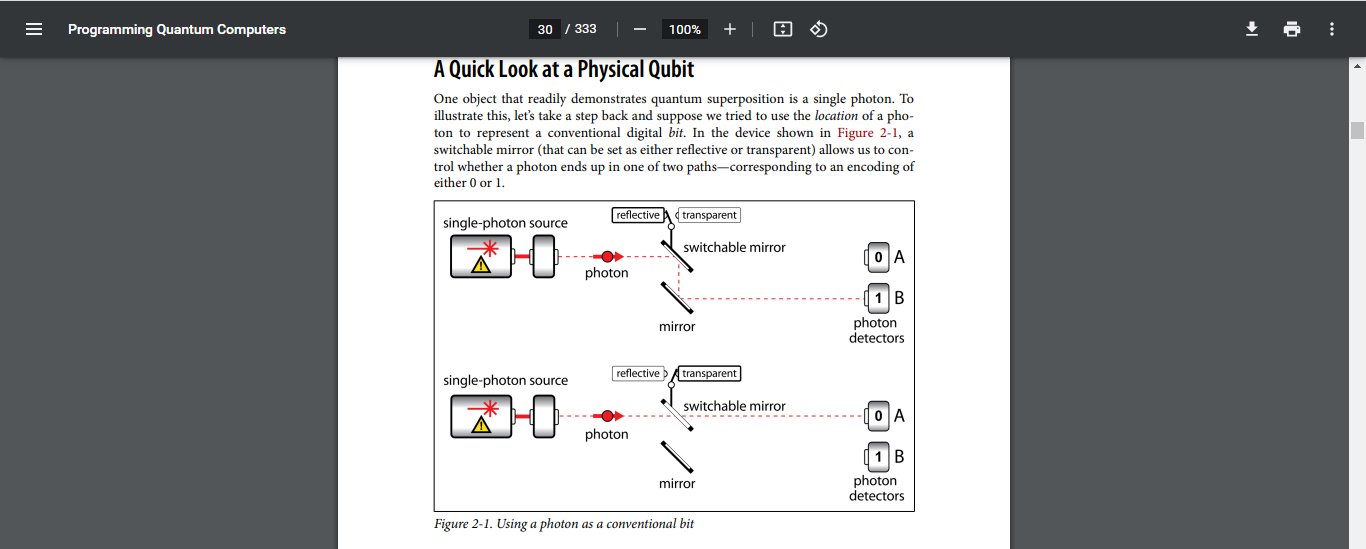 Programming Quantum Computers
30 / 333
100%
A Quick Look at a Physical Qubit
One object that readily demonstrates quantum superposition is a single photon. To
illustrate this, let's take a step back and suppose we tried to use the location of a pho-
ton to represent a conventional digital bit. In the device shown in Figure 2-1, a
switchable mirror (that can be set as either reflective or transparent) allows us to con-
trol whether a photon ends up in one of two paths—corresponding to an encoding of
either 0 or 1.
reflective transparent
single-photon source
switchable mirror
0 A
photon
1 B
mirror
photon
detectors
reflective transparent
single-photon source
switchable mirror
0 A
photon
1 B
mirror
photon
detectors
Figure 2-1. Using a photon as a conventional bit